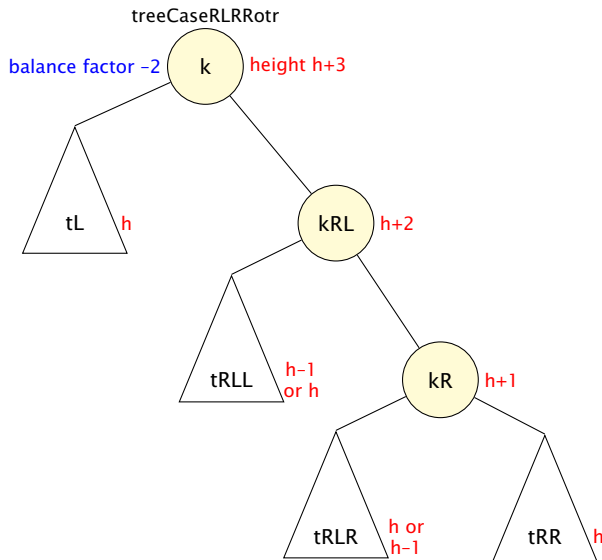 treeCaseRLRRotr
balance factor -2
k
height h+3
tL
h
kRL
h+2
tRLL
h-1
or h
kR
h+1
tRLR
h or
h-1
tRR
h